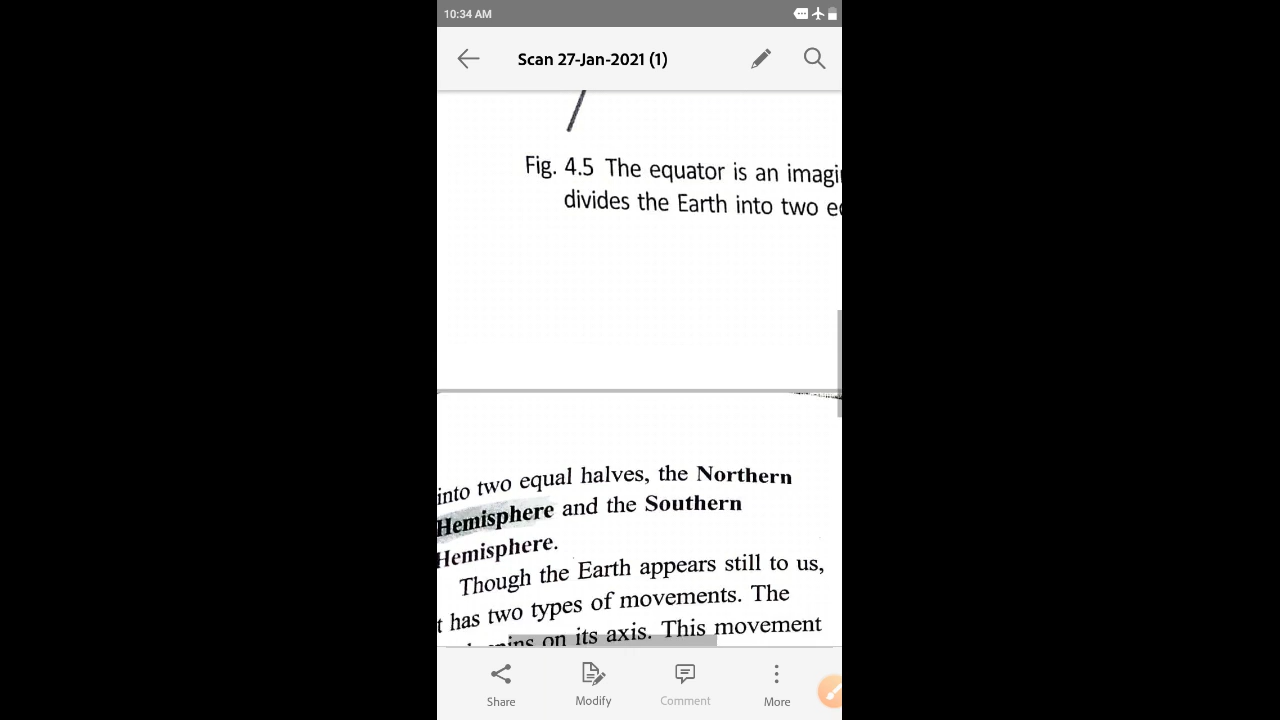 10:34 AM
Scan 27-Jan-2021 (1)
Fig. 4.5 The equator is an imagi
divides the Earth into two e
into two equal halves, the Northern
Hemisphere and the Southern
Hemisphere.
Though the Earth appears still to us,
t has two types of movements. The
on its axis. This movement
Share
Modify
Comment
More